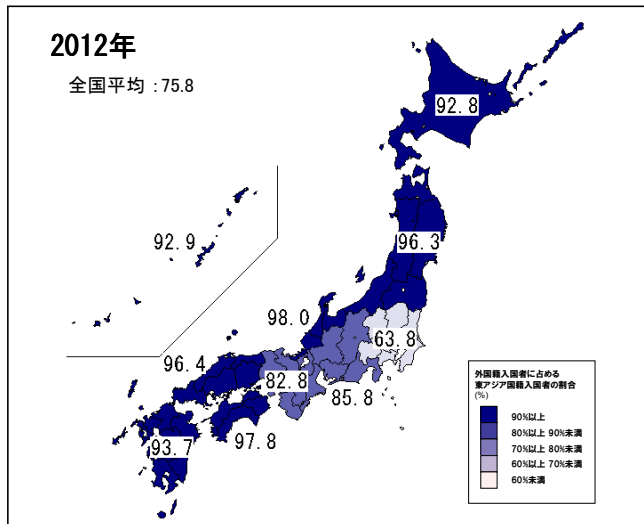 2012年
全国平均：75.8
92.8
92.9
96.3
98.0
63.8
96.4
82.8
85.8
97.8
93.7
外国籍入国者に占める
東アジア国籍入国者の割合
(%)
90%以上
80%以上 90%未満
70%以上 80%未満
60%以上 70%未満
60%未満